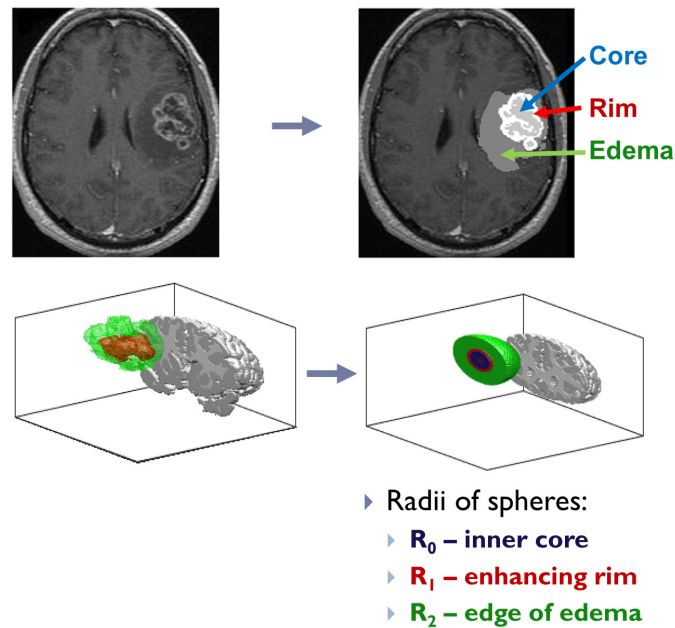 Core
Rim
Edema
Radii of spheres:
R₀ – inner core
R₁ – enhancing rim
R₂ – edge of edema